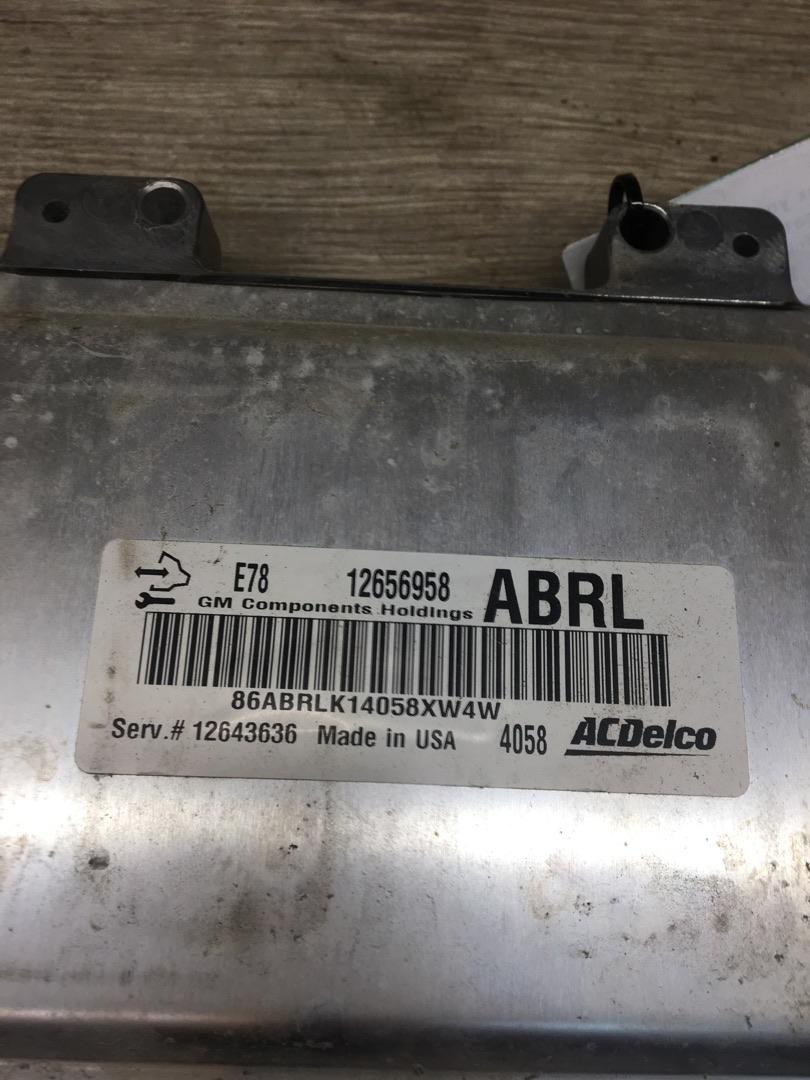 E78 12656958 ABRL
GM Components Holdings
86ABRLK14058XW4W
Serv.# 12643636 Made in USA 4058 ACDelco